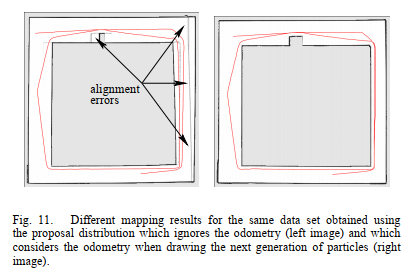 alignment
errors
Fig. 11. Different mapping results for the same data set obtained using
the proposal distribution which ignores the odometry (left image) and which
considers the odometry when drawing the next generation of particles (right
image).